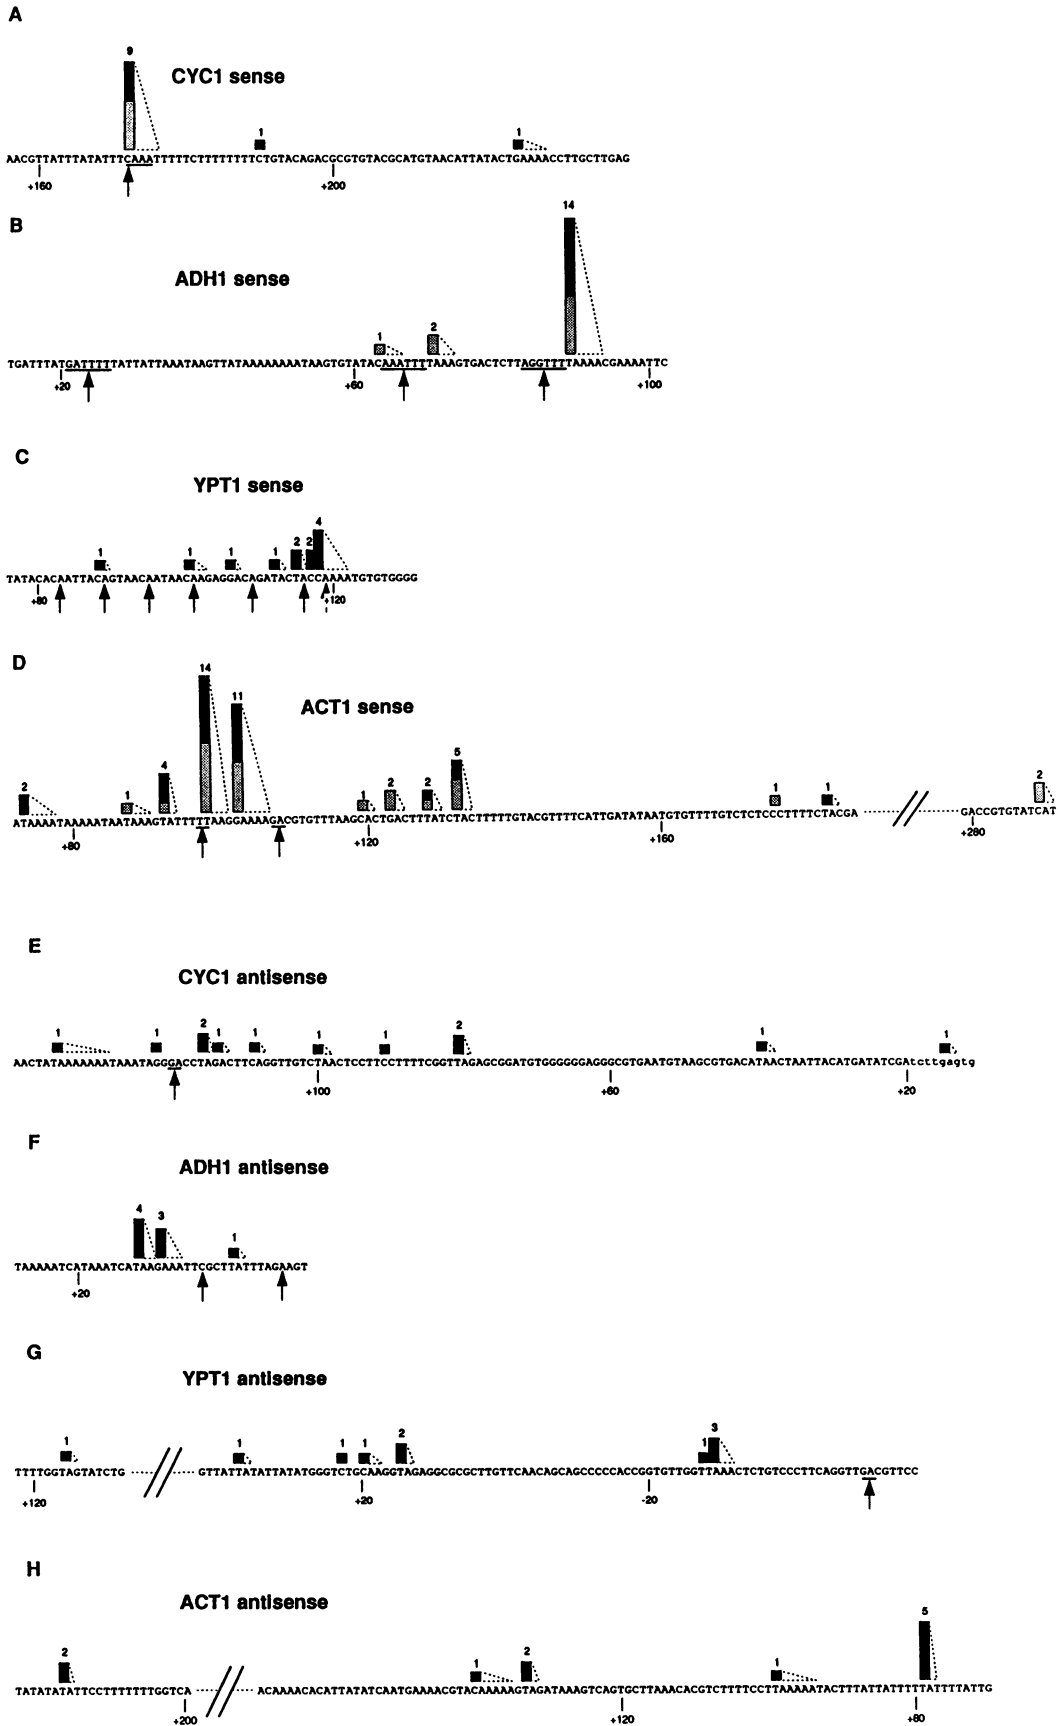 A
9
CYC1 sense
1
1
AACGTTATTTATATTTCAAATTTTTCTTTTTTTTCTGTACAGACGCGTGTACGCATGTAACATTATACTGAAAACCTTGCTTGAG
+160
+200
B
14
ADH1 sense
1
2
TGATTTATGATTTTTATTATTAAATAAGTTATAAAAAAAATAAGTGTATACAAATTTTAAAGTGACTCTTAGGTTTTAAAACGAAAATTC
+20
+60
+100
C
YPT1 sense
4
1
1
1
1
2
2
TATACACAATTACAGTAACAATAACAAGAGGACAGATACTACCAAAATGTGTGGGG
+80
+120
D
14
11
ACT1 sense
2
1
4
1
2
2
5
1
1
2
ATAAAATAAAAATAATAAAGTATTTTTTAAGGAAAAGACGTGTTTAAGCACTGACTTTATCTACTTTTTGTACGTTTTCATTGATATAATGTGTTTTGTCTCTCCCTTTTCTACGA
GACCGTGTATCAT
+80
+120
+160
+280
E
CYC1 antisense
1
1
2
1
1
1
1
2
1
1
AACTATAAAAAAATAAATAGGGACCTAGACTTCAGGTTGTCTAACTCCTTCCTTTTCGGTTAGAGCGGATGTGGGGGGAGGGCGTGAATGTAAGCGTGACATAACTAATTACATGATATCGAtcttgagtg
+100
+60
+20
F
ADH1 antisense
4
3
1
TAAAAATCATAAATCATAAGAAATTCGCTTATTTAGAAGT
+20
G
YPT1 antisense
1
1
1
1
2
1
3
TTTTGGTAGTATCTG
GTTATTATATTATATGGGTCTGCAAGGTAGAGGCGCGCTTGTTCAACAGCAGCCCCCACCGGTGTTGGTTAAACTCTGTCCCTTCAGGTTGACGTTCC
+120
+20
-20
H
ACT1 antisense
2
1
2
1
5
TATATATATTCCTTTTTTTGGTCA
ACAAAACACATTATATCAATGAAAACGTACAAAAAGTAGATAAAGTCAGTGCTTAAACACGTCTTTTCCTTAAAAATACTTTATTATTTTTATTTTATTG
+200
+120
+80